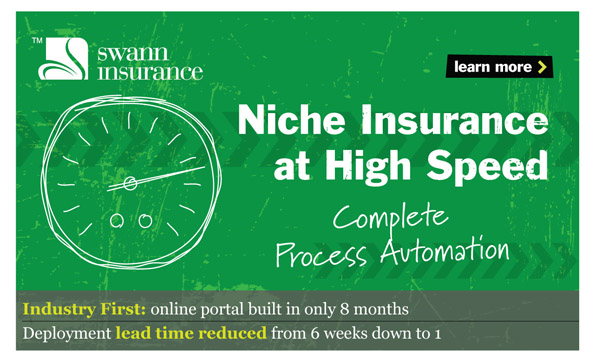 TM
swann
insurance
learn more >
Niche Insurance
at High Speed
Complete
Process Automation
Industry First: online portal built in only 8 months
Deployment lead time reduced from 6 weeks down to 1